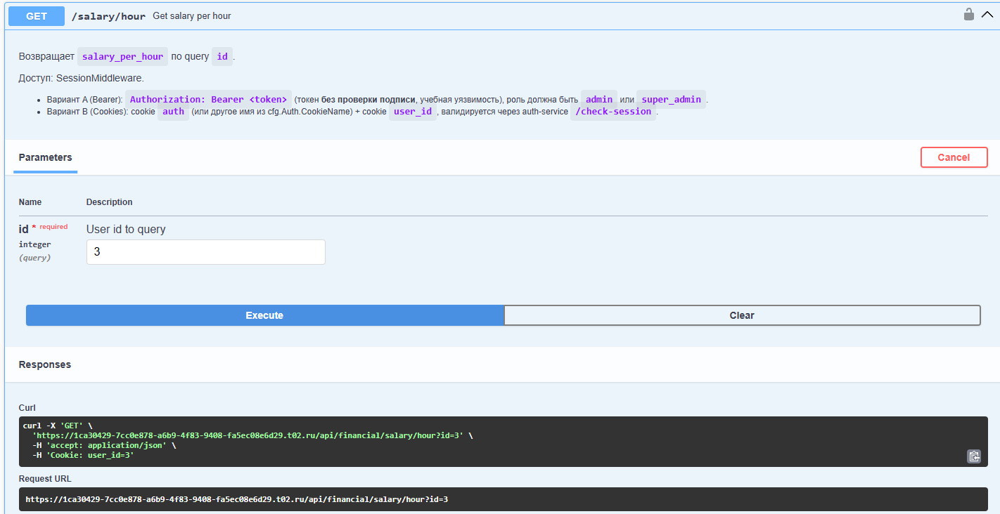 GET /salary/hour Get salary per hour
Возвращает salary_per_hour по query id .
Доступ: SessionMiddleware.
• Вариант A (Bearer): Authorization: Bearer <token> (токен без проверки подписи, учебная уязвимость), роль должна быть admin или super_admin .
• Вариант B (Cookies): cookie auth (или другое имя из cfg.Auth.CookieName) + cookie user_id , валидируется через auth-service /check-session .
Parameters Cancel
Name Description
id * required User id to query
integer 3
(query)
Execute Clear
Responses
Curl
curl -X 'GET' \
'https://1ca30429-7cc0e878-a6b9-4f83-9408-fa5ec08e6d29.t02.ru/api/financial/salary/hour?id=3' \
-H 'accept: application/json' \
-H 'Cookie: user_id=3'
Request URL
https://1ca30429-7cc0e878-a6b9-4f83-9408-fa5ec08e6d29.t02.ru/api/financial/salary/hour?id=3